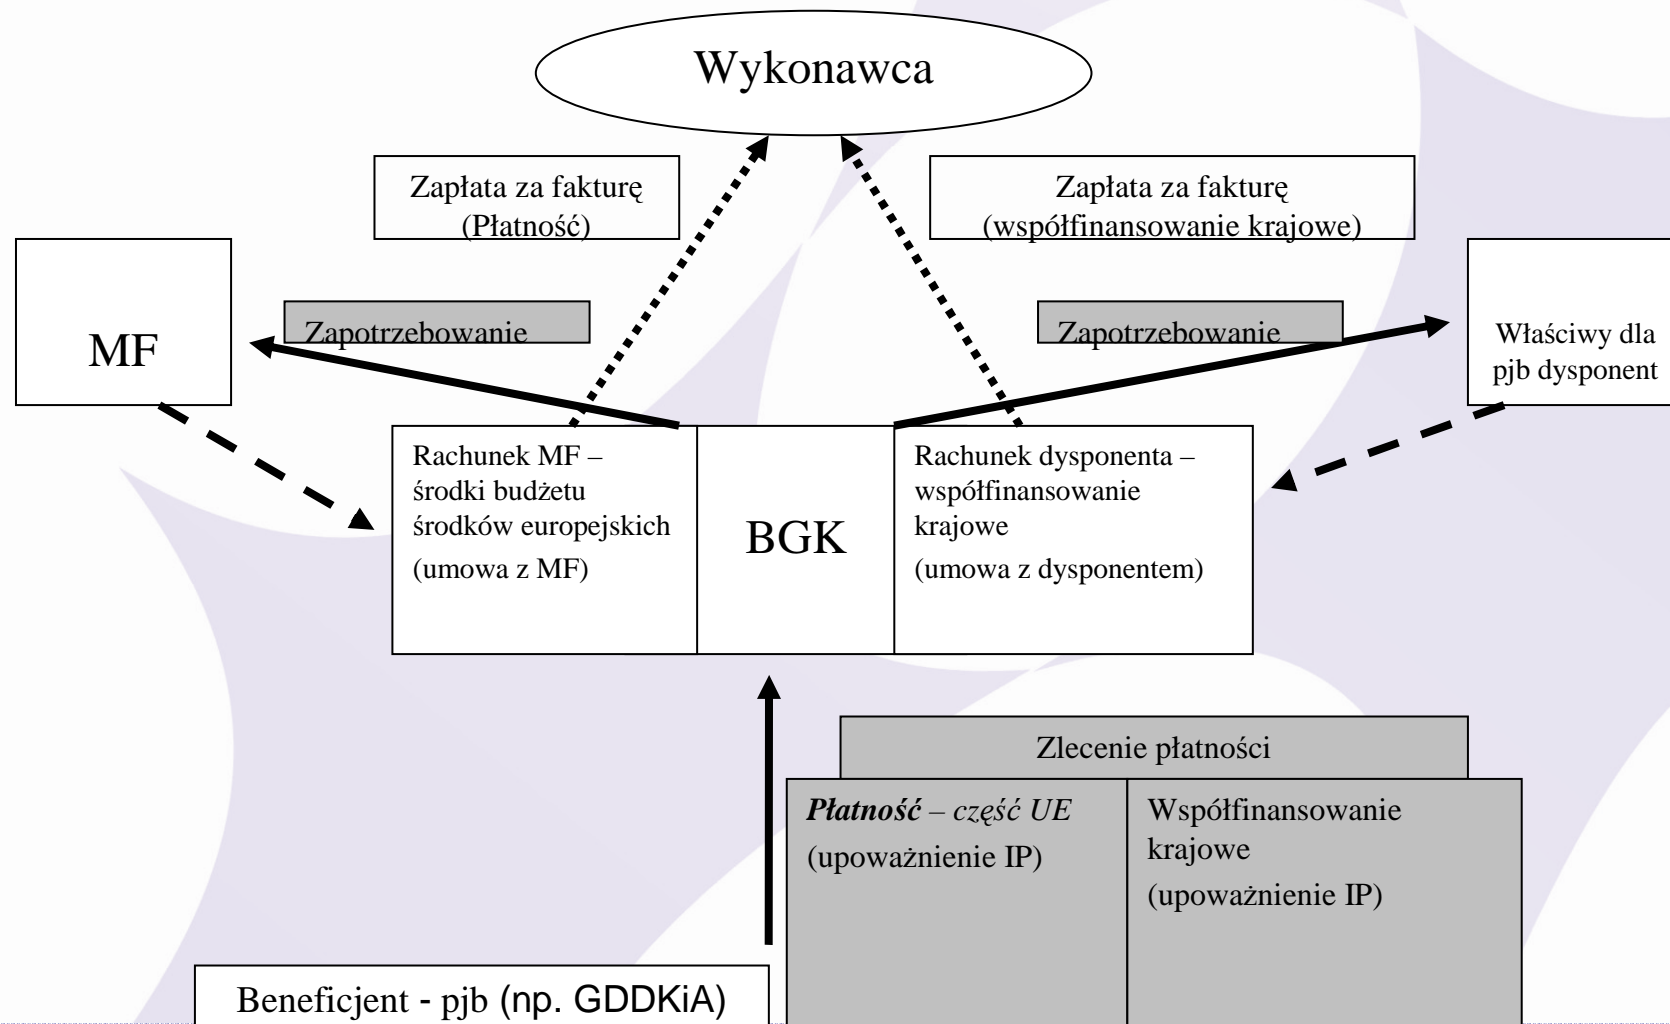 Wykonawca
Zapłata za fakturę
(Płatność)
Zapłata za fakturę
(współfinansowanie krajowe)
MF
Zapotrzebowanie
Zapotrzebowanie
Właściwy dla
pjb dysponent
Rachunek MF –
środki budżetu
środków europejskich
(umowa z MF)
BGK
Rachunek dysponenta –
współfinansowanie
krajowe
(umowa z dysponentem)
Zlecenie płatności
Płatność – część UE
(upoważnienie IP)
Współfinansowanie
krajowe
(upoważnienie IP)
Beneficjent - pjb (np. GDDKiA)